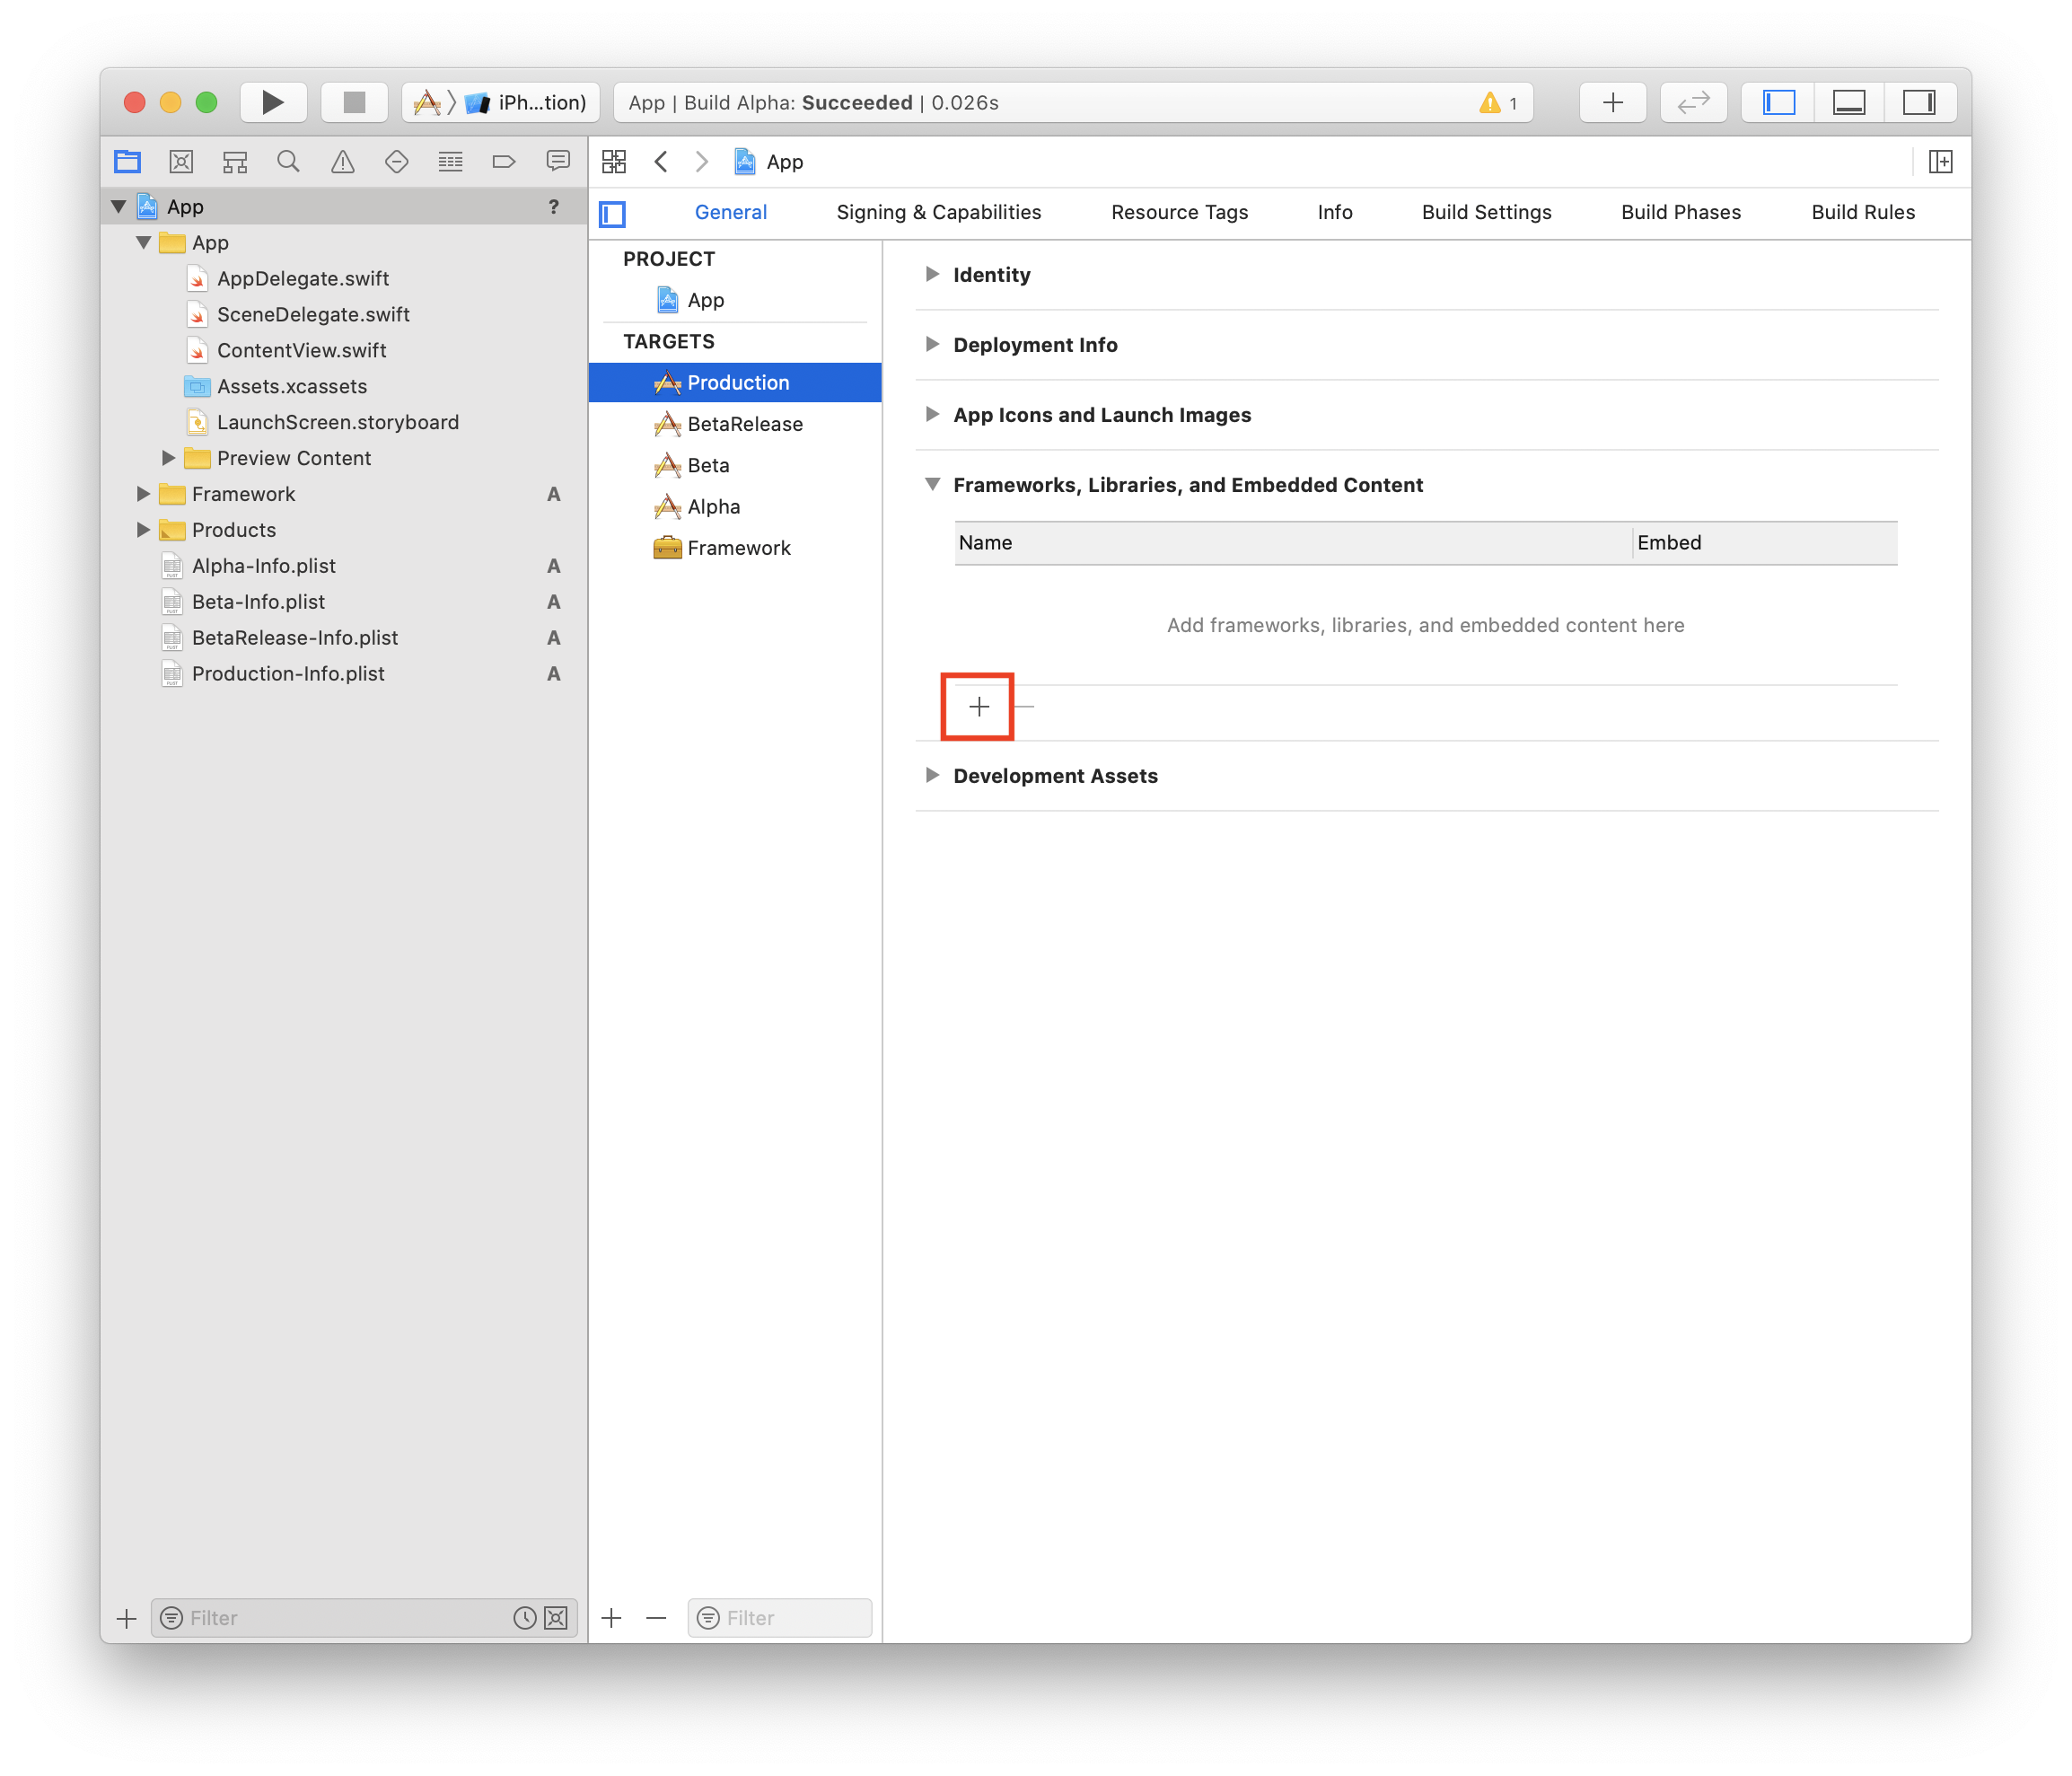 iPh...tion)
App | Build Alpha: Succeeded | 0.026s
1
App
?
App
AppDelegate.swift
SceneDelegate.swift
ContentView.swift
Assets.xcassets
LaunchScreen.storyboard
Preview Content
Framework
A
Products
Alpha-Info.plist
A
Beta-Info.plist
A
BetaRelease-Info.plist
A
Production-Info.plist
A
Filter
App
General
Signing & Capabilities
Resource Tags
Info
Build Settings
Build Phases
Build Rules
PROJECT
App
TARGETS
Production
BetaRelease
Beta
Alpha
Framework
Filter
Identity
Deployment Info
App Icons and Launch Images
Frameworks, Libraries, and Embedded Content
Name
Embed
Add frameworks, libraries, and embedded content here
Development Assets